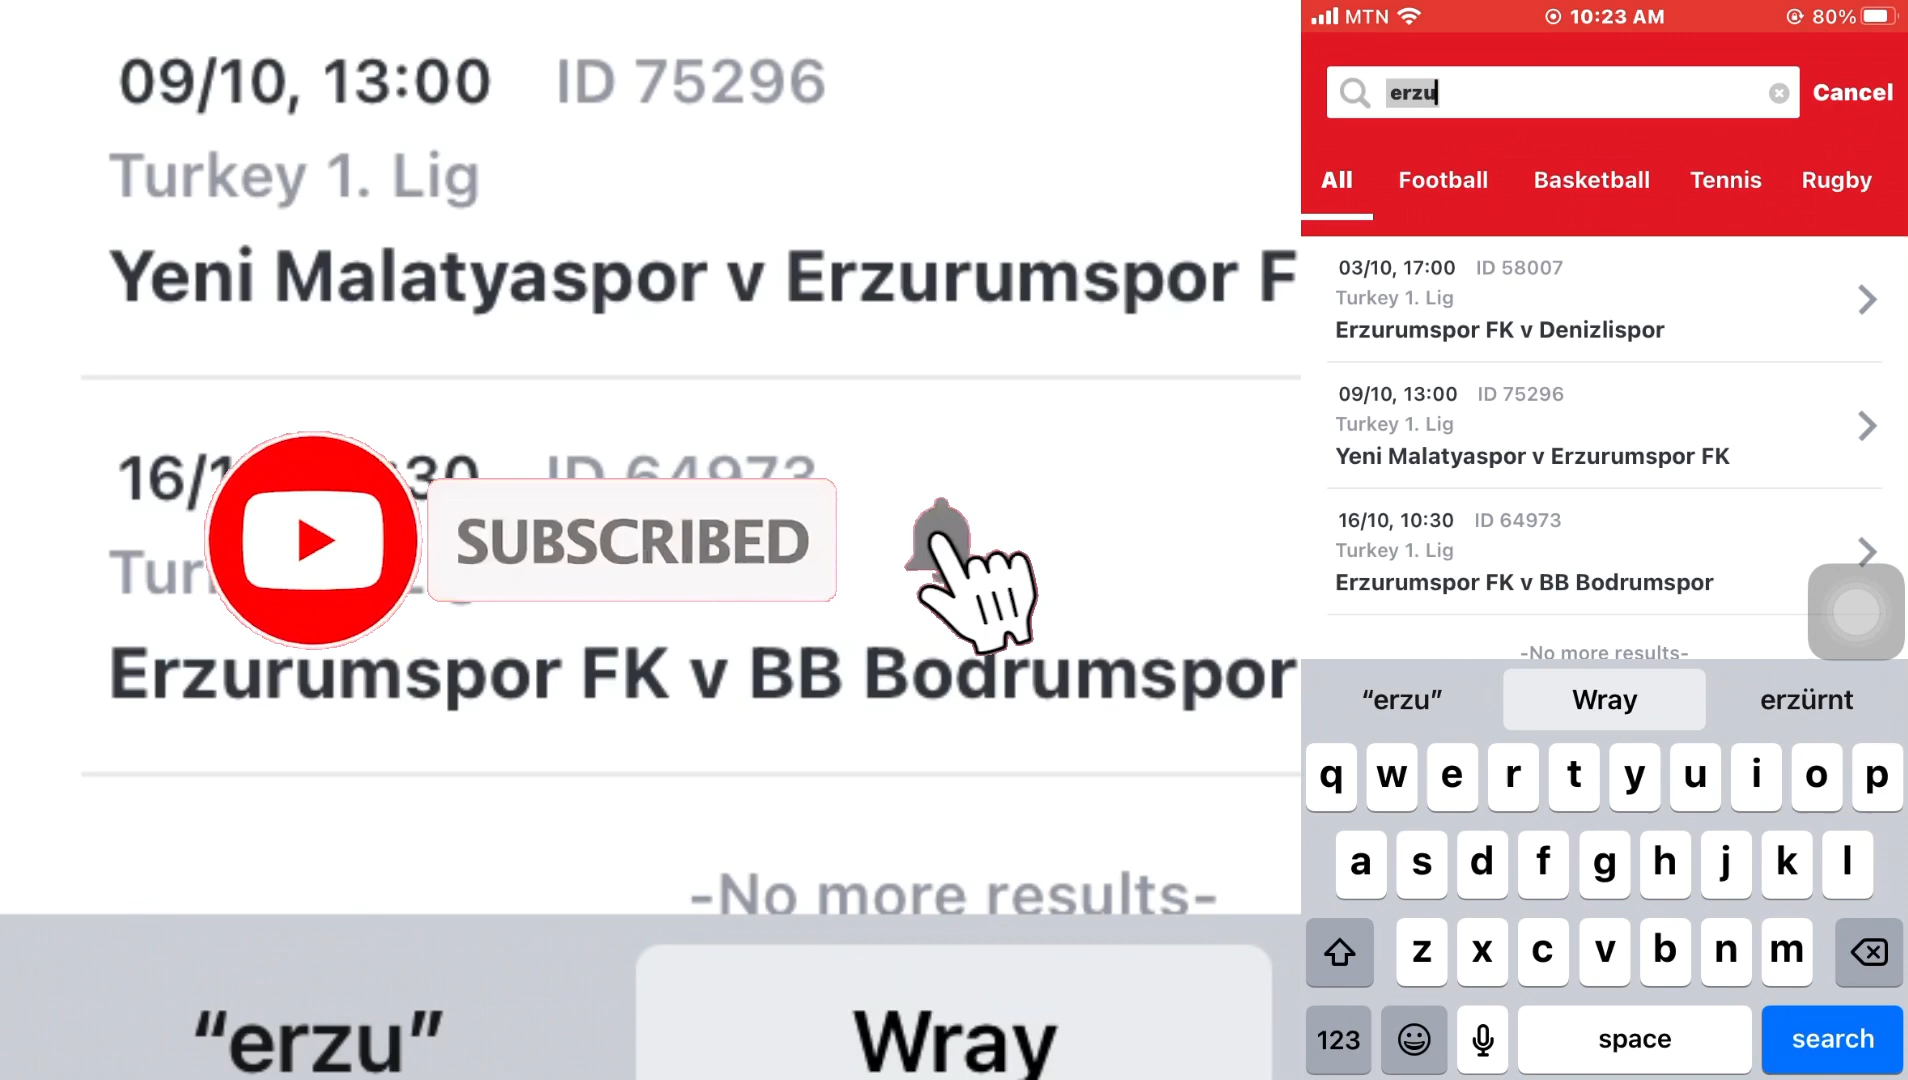 09/10, 13:00 ID 75296
Turkey 1. Lig
Yeni Malatyaspor v Erzurumspor F
ID 64973
SUBSCRIBED
Erzurumspor FK v BB Bodrumspor
-No more results-
“erzu” Wray
MTN 10:23 AM 80%
erzu Cancel
All Football Basketball Tennis Rugby
03/10, 17:00 ID 58007
Turkey 1. Lig
Erzurumspor FK v Denizlispor
09/10, 13:00 ID 75296
Turkey 1. Lig
Yeni Malatyaspor v Erzurumspor FK
16/10, 10:30 ID 64973
Turkey 1. Lig
Erzurumspor FK v BB Bodrumspor
-No more results-
“erzu” Wray erzürnt
q w e r t y u i o p
a s d f g h j k l
z x c v b n m
123 space search